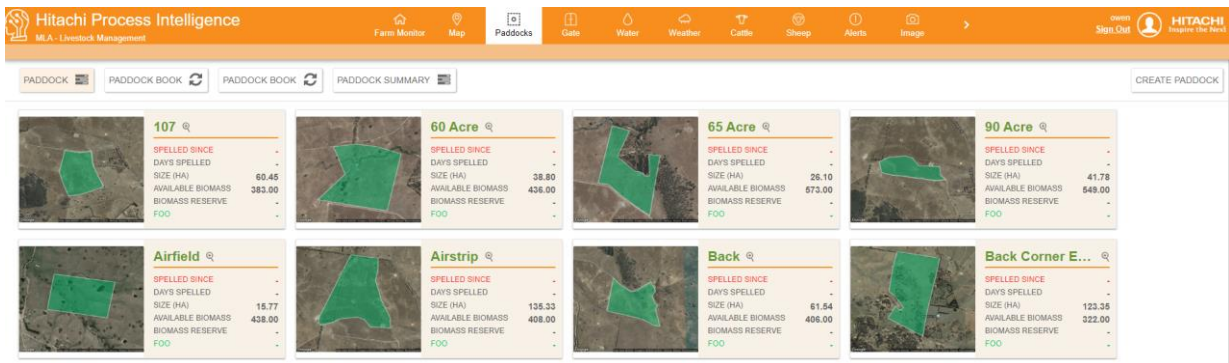 Hitachi Process Intelligence
MLA - Livestock Management
Farm Monitor
Map
Paddocks
Gate
Water
Weather
Cattle
Sheep
Alerts
Image
>
owen
Sign Out
HITACHI
Inspire the Next
PADDOCK
PADDOCK BOOK
PADDOCK BOOK
PADDOCK SUMMARY
CREATE PADDOCK
107
SPELLED SINCE -
DAYS SPELLED -
SIZE (HA) 60.45
AVAILABLE BIOMASS 383.00
BIOMASS RESERVE -
FOO -
60 Acre
SPELLED SINCE -
DAYS SPELLED -
SIZE (HA) 38.80
AVAILABLE BIOMASS 436.00
BIOMASS RESERVE -
FOO -
65 Acre
SPELLED SINCE -
DAYS SPELLED -
SIZE (HA) 26.10
AVAILABLE BIOMASS 573.00
BIOMASS RESERVE -
FOO -
90 Acre
SPELLED SINCE -
DAYS SPELLED -
SIZE (HA) 41.78
AVAILABLE BIOMASS 549.00
BIOMASS RESERVE -
FOO -
Airfield
SPELLED SINCE -
DAYS SPELLED -
SIZE (HA) 15.77
AVAILABLE BIOMASS 438.00
BIOMASS RESERVE -
FOO -
Airstrip
SPELLED SINCE -
DAYS SPELLED -
SIZE (HA) 135.33
AVAILABLE BIOMASS 408.00
BIOMASS RESERVE -
FOO -
Back
SPELLED SINCE -
DAYS SPELLED -
SIZE (HA) 61.54
AVAILABLE BIOMASS 406.00
BIOMASS RESERVE -
FOO -
Back Corner E...
SPELLED SINCE -
DAYS SPELLED -
SIZE (HA) 123.35
AVAILABLE BIOMASS 322.00
BIOMASS RESERVE -
FOO -